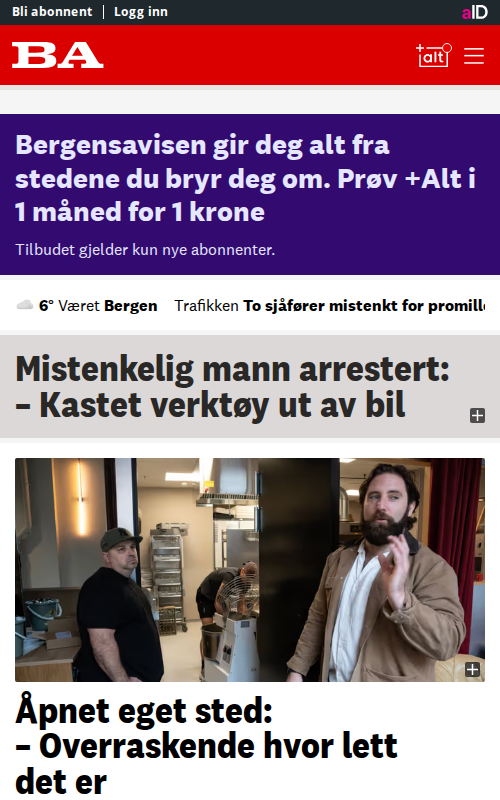 Bli abonnent | Logg inn
aID
BA
+alt
Bergensavisen gir deg alt fra
stedene du bryr deg om. Prøv +Alt i
1 måned for 1 krone
Tilbudet gjelder kun nye abonnenter.
6° Været Bergen Trafikken To sjåfører mistenkt for promille
Mistenkelig mann arrestert:
– Kastet verktøy ut av bil
Åpnet eget sted:
– Overraskende hvor lett
det er